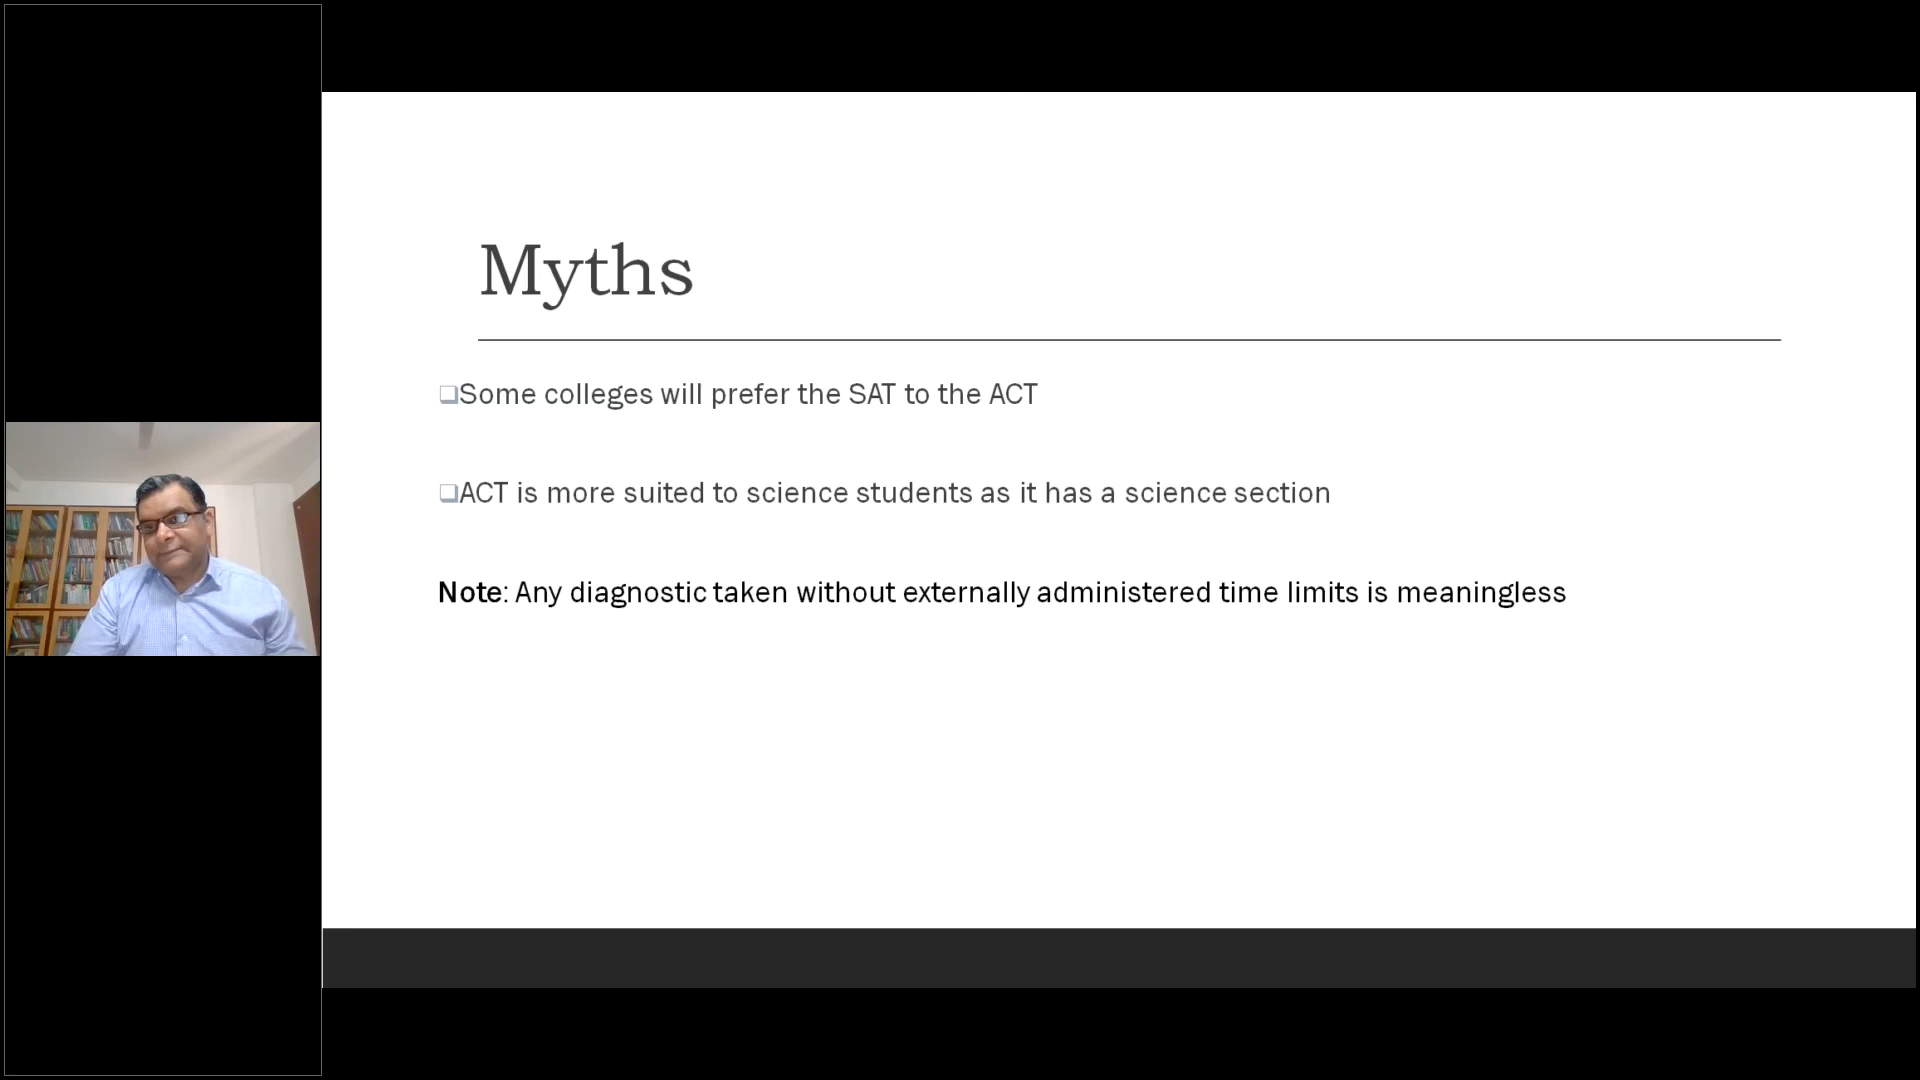 Myths
Some colleges will prefer the SAT to the ACT
ACT is more suited to science students as it has a science section
Note: Any diagnostic taken without externally administered time limits is meaningless